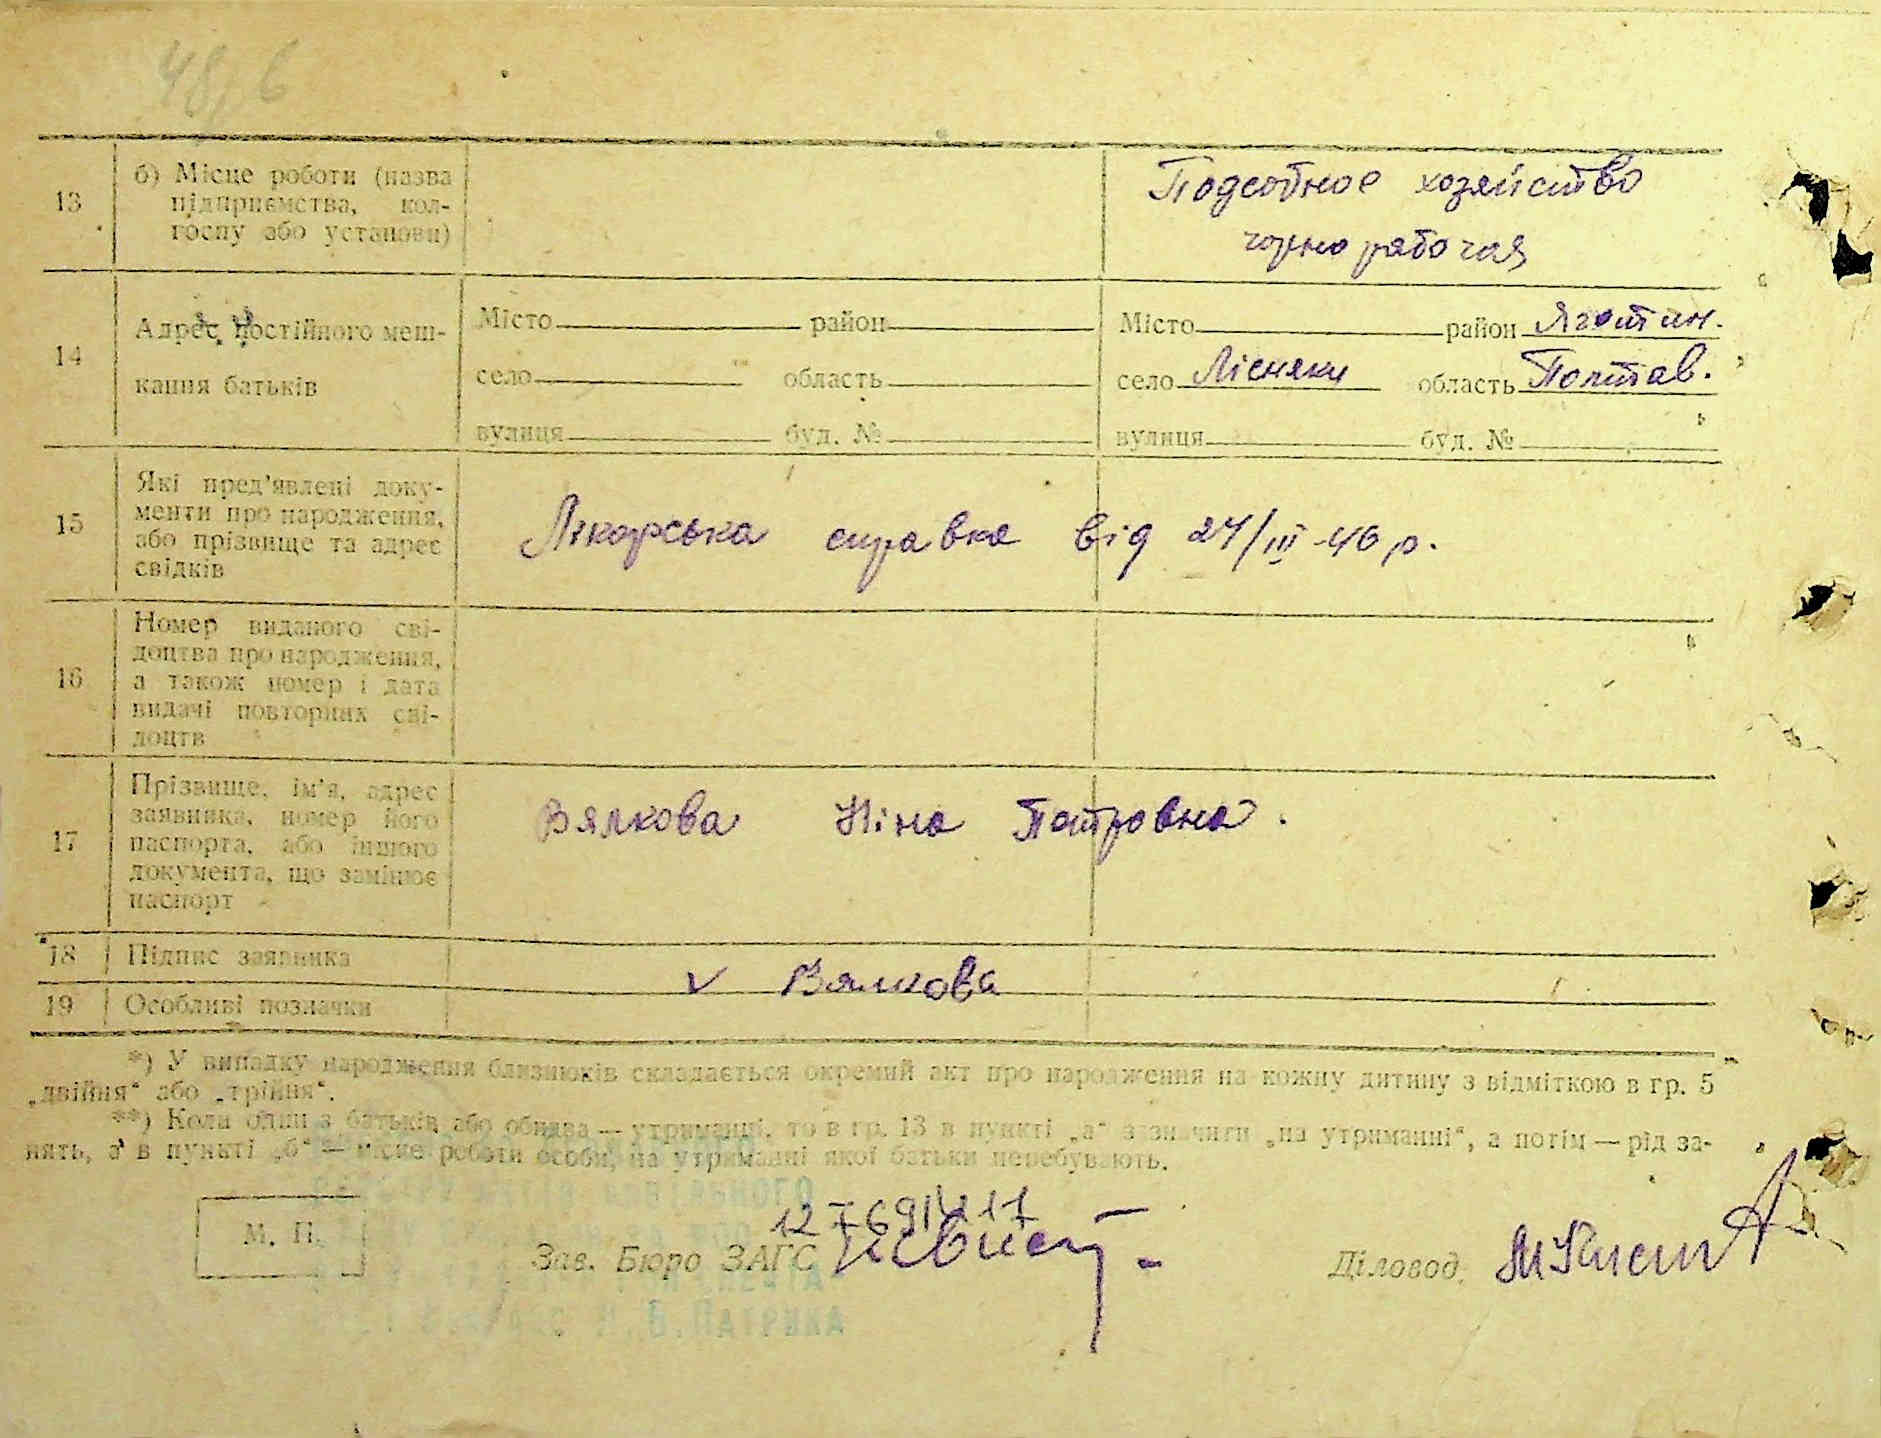 48, 6
13
б) Місце роботи (назва
підприємства, кол-
госпу або установи)
Подсобное хозяйство
чорно рабочая
14
Адрес постійного меш-
кання батьків
Місто район
село область
вулиця буд. №
Місто район Яготин.
село Лісняки область Полтав.
вулиця буд. №
15
Які пред'явлені доку-
менти про народження,
або прізвище та адрес
свідків
Лікарська справка від 24/III-46 р.
16
Номер виданого сві-
доцтва про народження,
а також номер і дата
видачі повторних сві-
доцтв
17
Прізвище, ім'я, адрес
заявника, номер його
паспорта, або іншого
документа, що замінює
паспорт
Вялкова Ніна Петровна.
18 Підпис заявника
v Вялкова
19 Особливі позначки
*) У випадку народження близнюків складається окремий акт про народження на кожну дитину з відміткою в гр. 5
„двійня“ або „трійня“.
**) Коли один з батьків або обидва — утриманці, то в гр. 13 в пункті „а“ зазначити „на утриманні“, а потім — рід за-
нять, а в пункті „б“ — місце роботи особи, на утриманні якої батьки перебувають.
М. П.
Зав. Бюро ЗАГС
Діловод
Н. В. ПАТРИКА